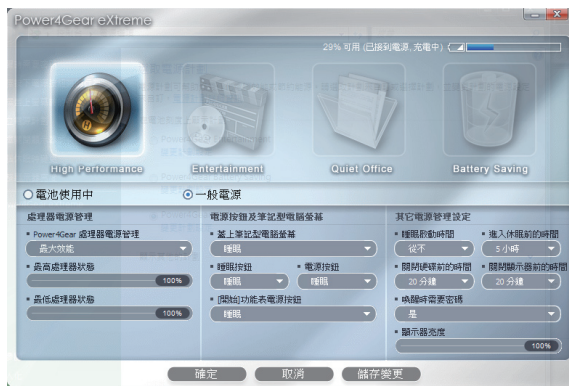 Power4Gear eXtreme
29% 可用 (已接到電源, 充電中)
High Performance Entertainment Quiet Office Battery Saving
電池使用中 一般電源
處理器電源管理 電源按鈕及筆記型電腦螢幕 其它電源管理設定
Power4Gear 處理器電源管理 蓋上筆記型電腦螢幕 睡眠啟動時間 進入休眠前的時間
最大效能 睡眠 從不 5 小時
最高處理器狀態 睡眠按鈕 電源按鈕 關閉硬碟前的時間 關閉顯示器前的時間
100% 睡眠 睡眠 20 分鐘 20 分鐘
最低處理器狀態 [開始]功能表電源按鈕 喚醒時需要密碼
100% 睡眠 是
顯示器亮度
100%
確定 取消 儲存變更